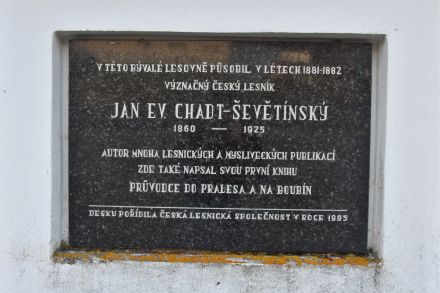 V TÉTO BÝVALÉ LESOVNĚ PŮSOBIL V LÉTECH 1881-1882
VÝZNAČNÝ ČESKÝ LESNÍK
JAN EV. CHADT-ŠEVĚTÍNSKÝ
1860 — 1925
AUTOR MNOHA LESNICKÝCH A MYSLIVECKÝCH PUBLIKACÍ
ZDE TAKÉ NAPSAL SVOU PRVNÍ KNIHU
PRŮVODCE DO PRALESA A NA BOUBÍN
DESKU POŘÍDILA ČESKÁ LESNICKÁ SPOLEČNOST V ROCE 1995